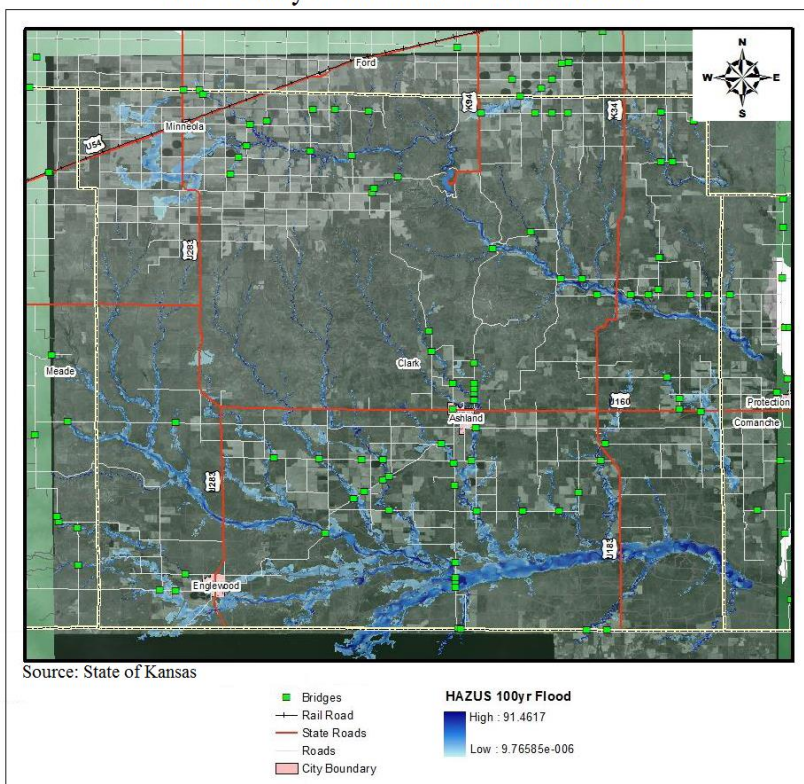 N
W E
S
Ford
K94
K34
Minneola
U54
U283
Clark
Meade
U160
Protection
Ashland
Comanche
U283
U183
Englewood
Source: State of Kansas
Bridges
Rail Road
State Roads
Roads
City Boundary
HAZUS 100yr Flood
High : 91.4617
Low : 9.76585e-006